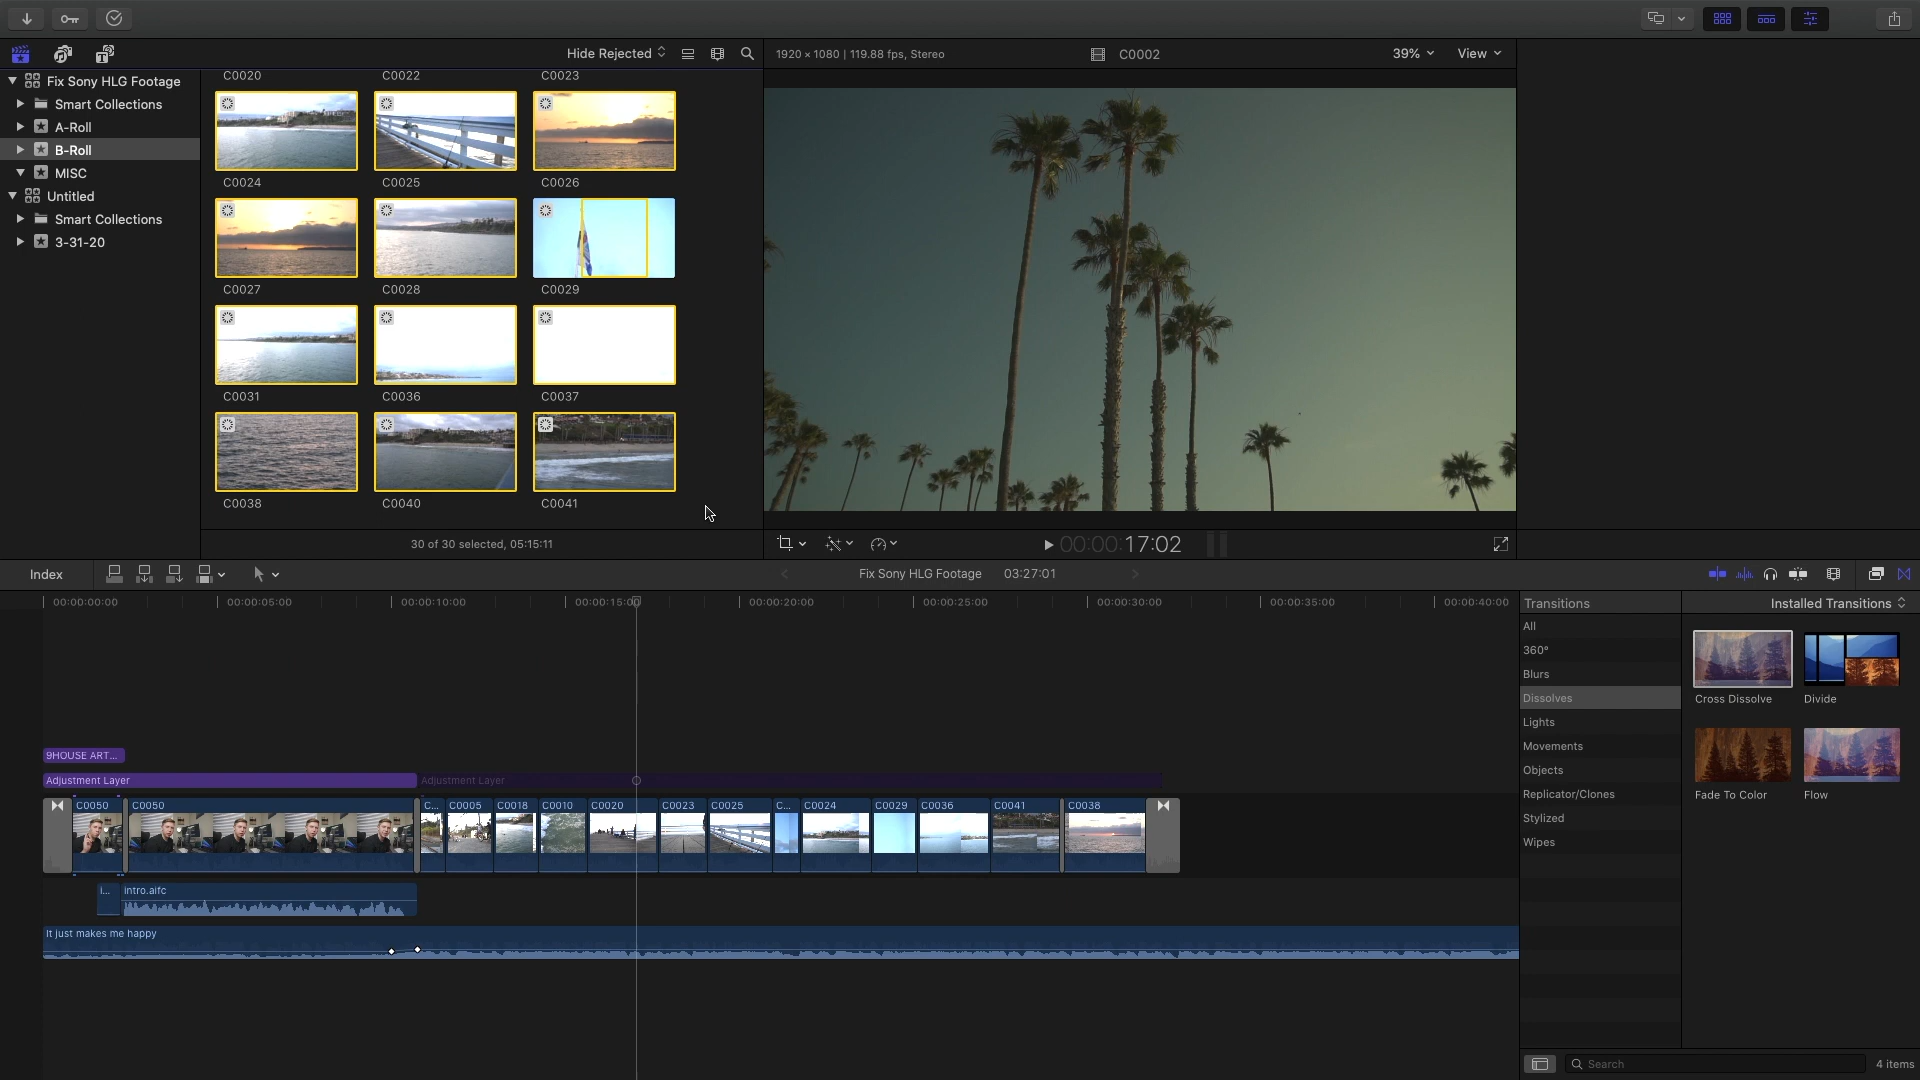 Hide Rejected
1920 × 1080 | 119.88 fps, Stereo
C0002
39%
View
Fix Sony HLG Footage
Smart Collections
A-Roll
B-Roll
MISC
Untitled
Smart Collections
3-31-20
C0020 C0022 C0023
C0024 C0025 C0026
C0027 C0028 C0029
C0031 C0036 C0037
C0038 C0040 C0041
30 of 30 selected, 05:15:11
00:00:00:17:02
Index
Fix Sony HLG Footage 03:27:01
00:00:00:00 00:00:05:00 00:00:10:00 00:00:15:00 00:00:20:00 00:00:25:00 00:00:30:00 00:00:35:00 00:00:40:00
9HOUSE ART...
Adjustment Layer Adjustment Layer
C0050 C0050 C... C0005 C0018 C0010 C0020 C0023 C0025 C... C0024 C0029 C0036 C0041 C0038
i... intro.aifc
It just makes me happy
Transitions
All
360°
Blurs
Dissolves
Lights
Movements
Objects
Replicator/Clones
Stylized
Wipes
Installed Transitions
Cross Dissolve Divide
Fade To Color Flow
Search
4 items